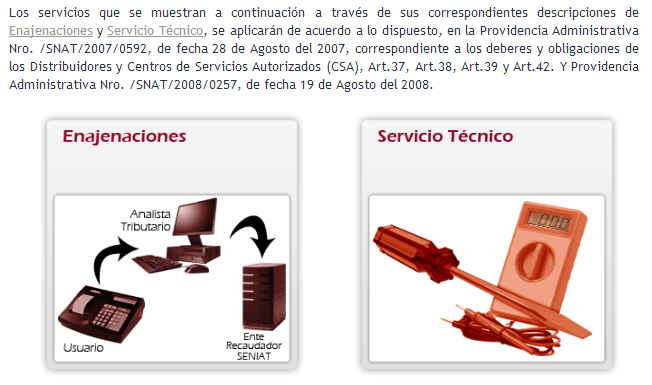 Los servicios que se muestran a continuación a través de sus correspondientes descripciones de
Enajenaciones y Servicio Técnico, se aplicarán de acuerdo a lo dispuesto, en la Providencia Administrativa
Nro. /SNAT/2007/0592, de fecha 28 de Agosto del 2007, correspondiente a los deberes y obligaciones de
los Distribuidores y Centros de Servicios Autorizados (CSA), Art.37, Art.38, Art.39 y Art.42. Y Providencia
Administrativa Nro. /SNAT/2008/0257, de fecha 19 de Agosto del 2008.
Enajenaciones
Analista
Tributario
Usuario
Ente
Recaudador
SENIAT
Servicio Técnico